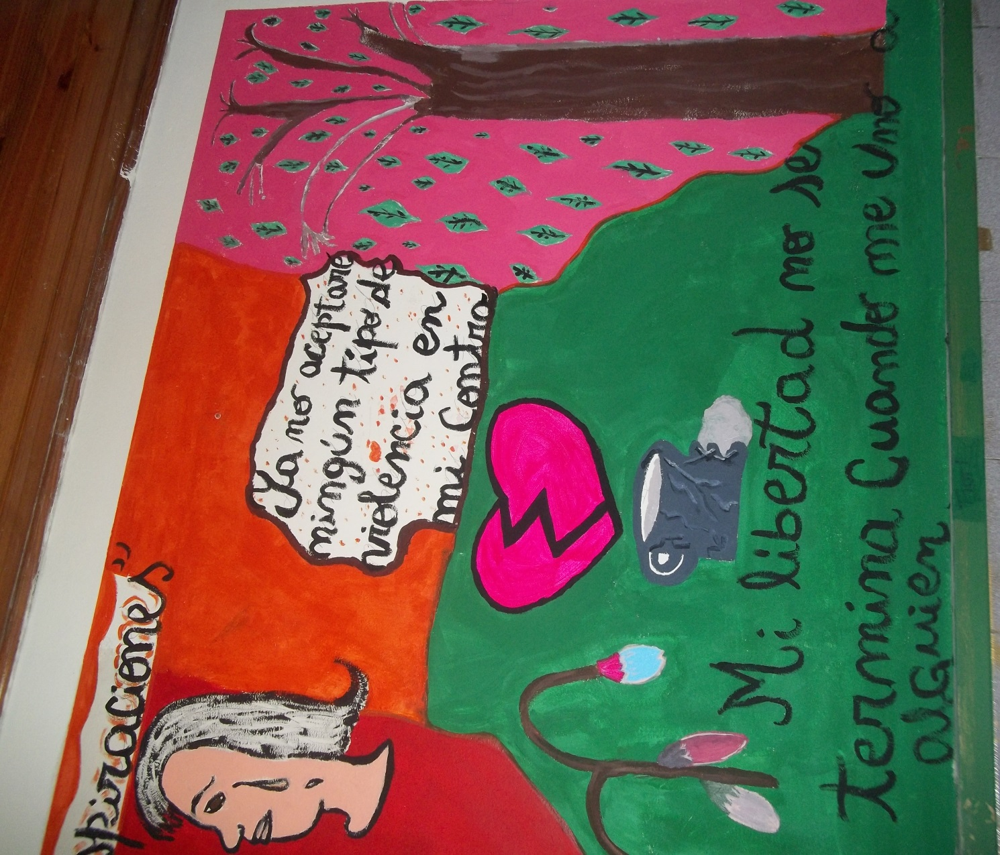 piraciones"
Ya no aceptare
ningún tipo de
violencia en
mi Contra
Mi libertad no se
termina Cuando me uno a
alGuien